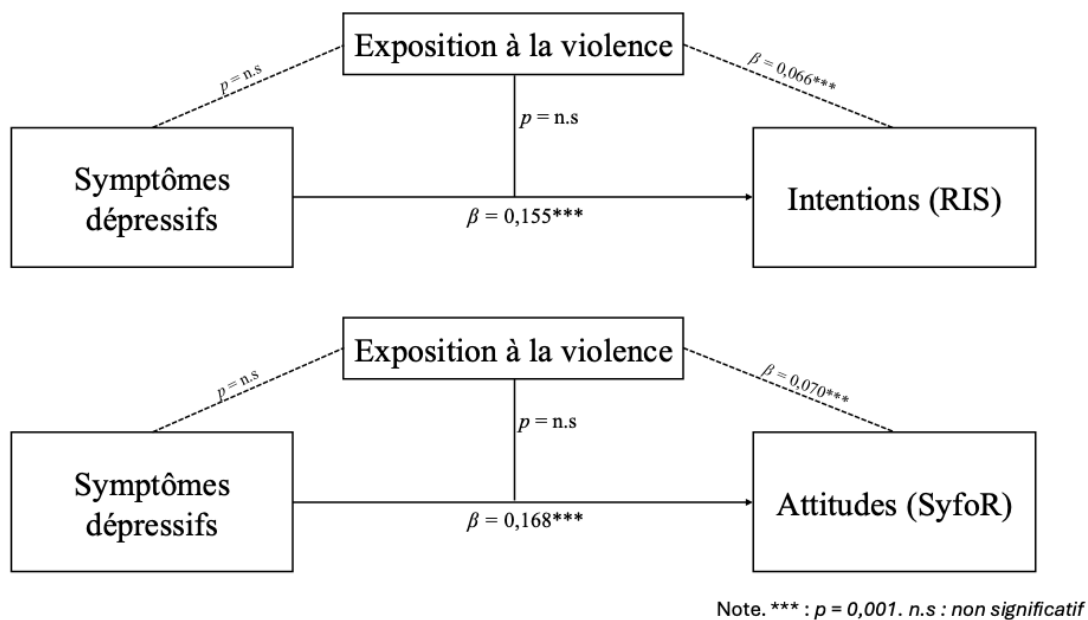 Exposition à la violence
p = n.s
β = 0,066***
p = n.s
Symptômes
dépressifs
Intentions (RIS)
β = 0,155***
Exposition à la violence
p = n.s
β = 0,070***
p = n.s
Symptômes
dépressifs
Attitudes (SyfoR)
β = 0,168***
Note. *** : p = 0,001. n.s : non significatif